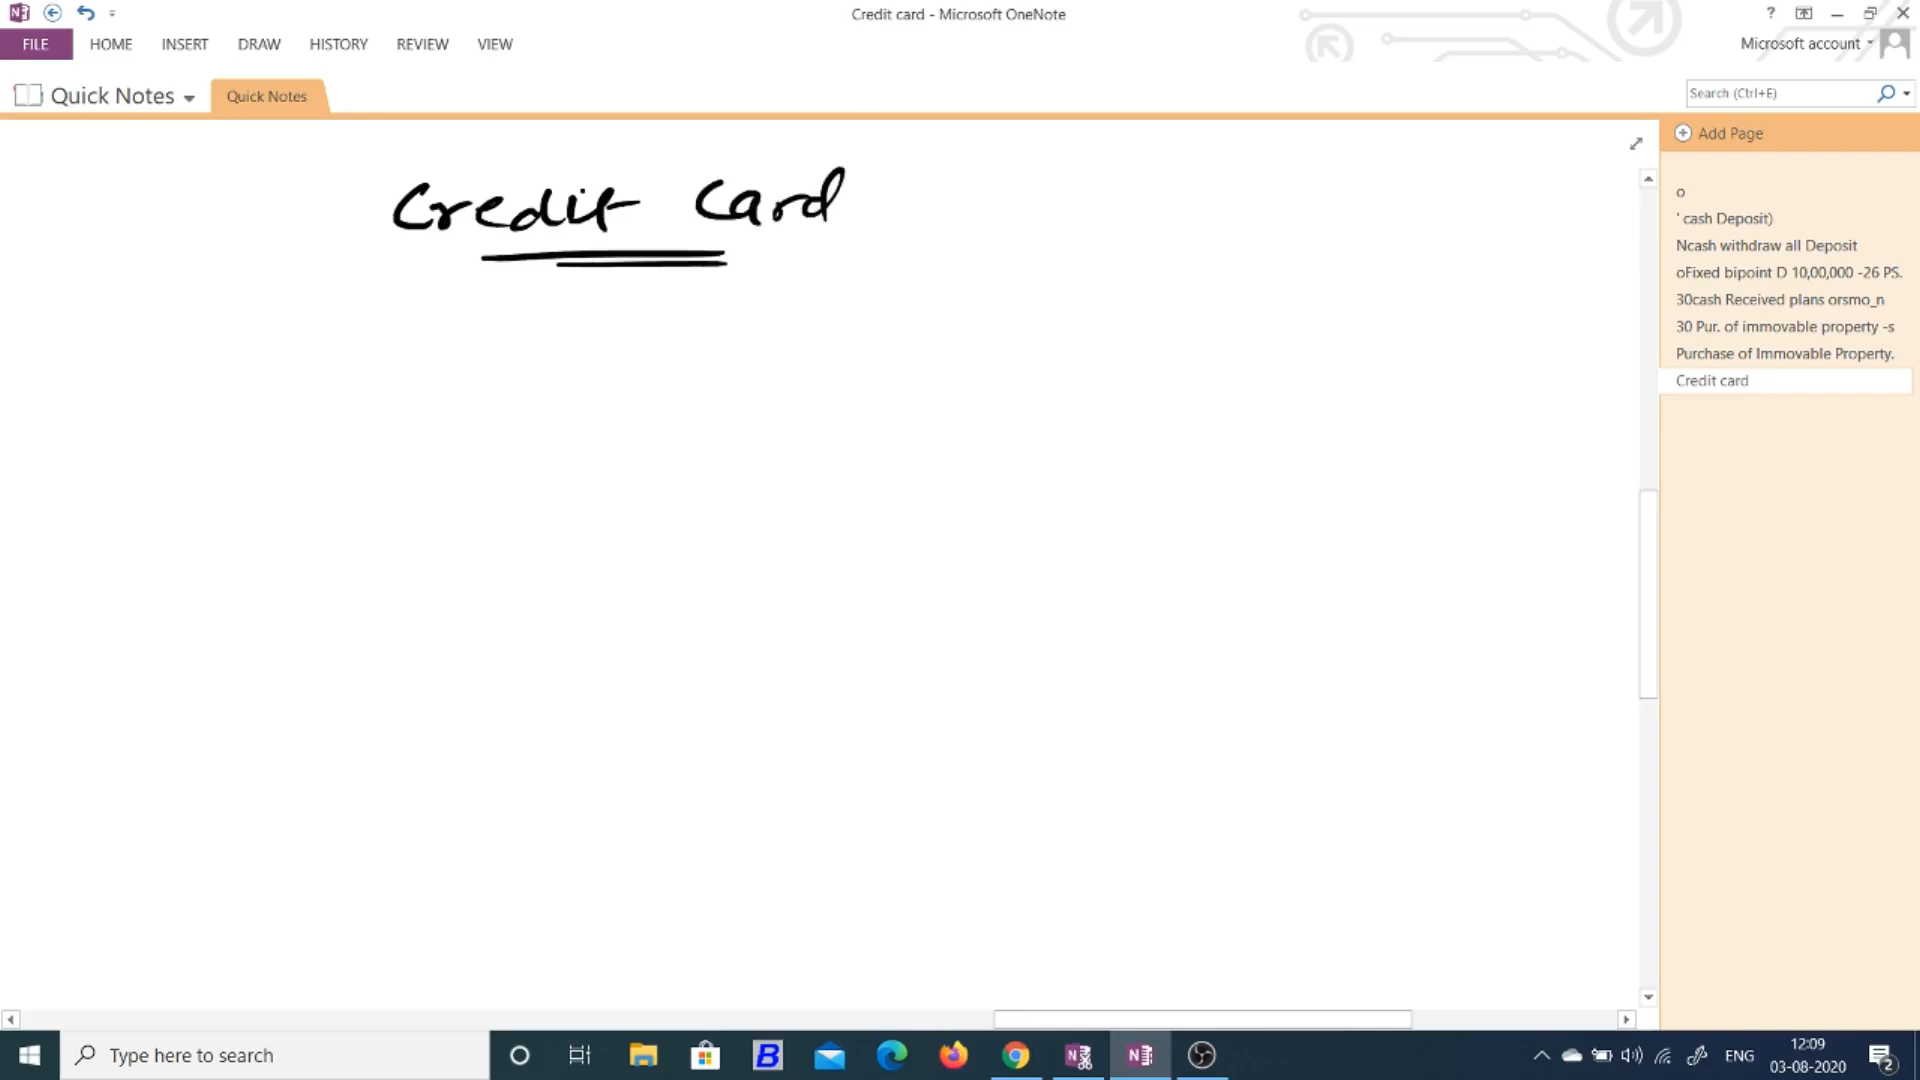 Credit card - Microsoft OneNote
?
FILE HOME INSERT DRAW HISTORY REVIEW VIEW
Microsoft account
Quick Notes
Quick Notes
Search (Ctrl+E)
Add Page
o
' cash Deposit)
Ncash withdraw all Deposit
oFixed bipoint D 10,00,000 -26 PS.
30cash Received plans orsmo_n
30 Pur. of immovable property -s
Purchase of Immovable Property.
Credit card
Credit Card
Type here to search
B
ENG
12:09
03-08-2020
2